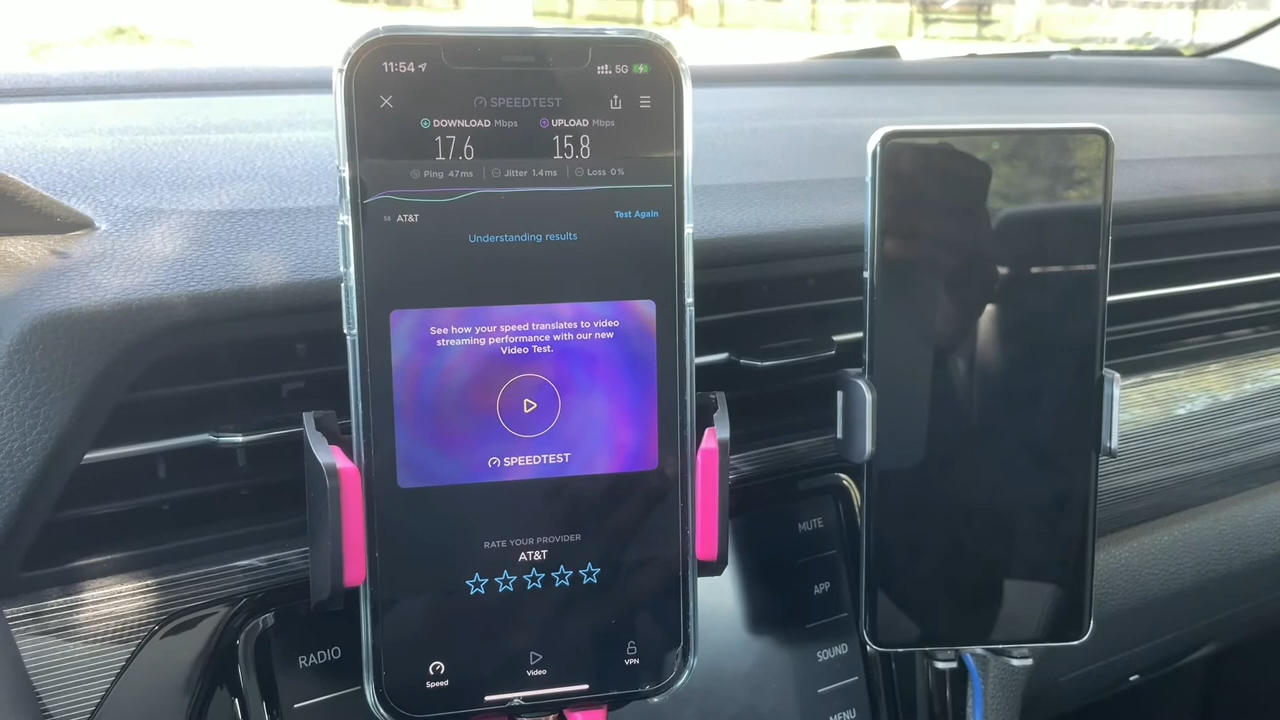 11:54 5G
SPEEDTEST
DOWNLOAD Mbps UPLOAD Mbps
17.6 15.8
Ping 47ms Jitter 1.4ms Loss 0%
AT&T Test Again
Understanding results
See how your speed translates to video
streaming performance with our new
Video Test.
SPEEDTEST
RATE YOUR PROVIDER
AT&T
Speed Video VPN
RADIO
MUTE
APP
SOUND
MENU